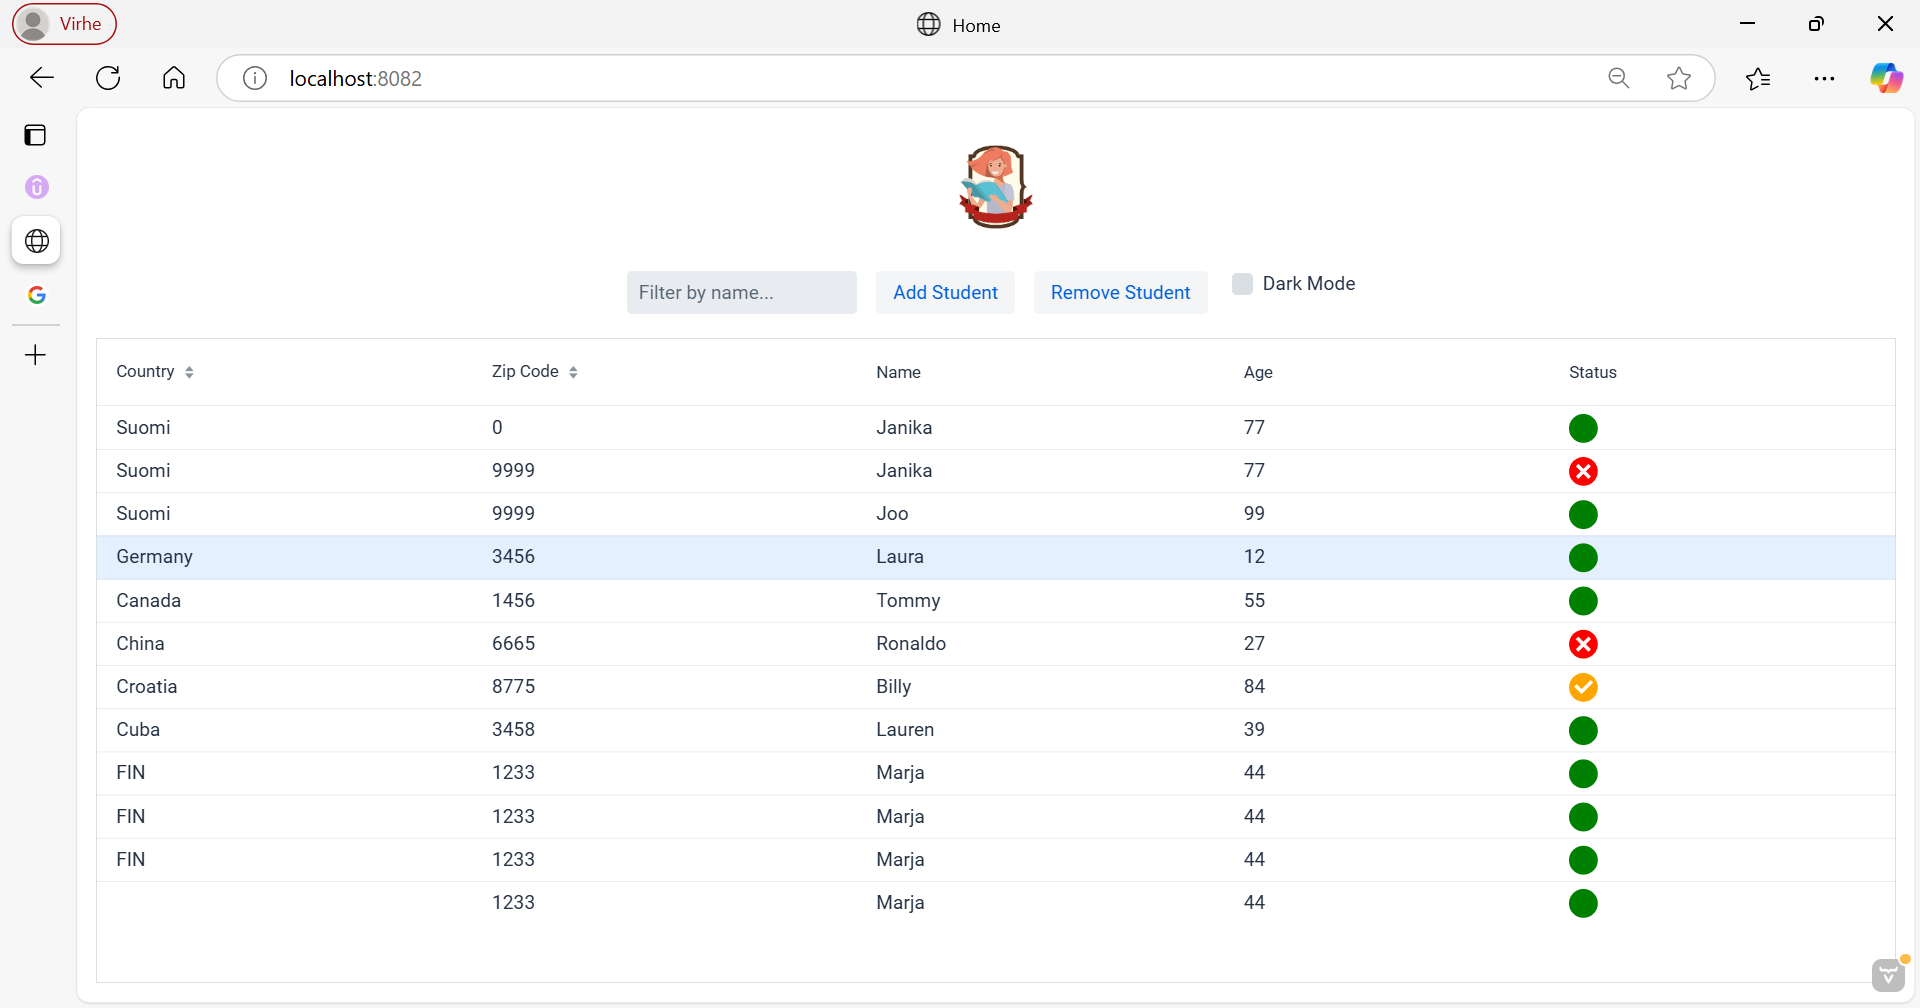 Virhe
Home
localhost:8082
Filter by name...
Add Student
Remove Student
Dark Mode
Country Zip Code Name Age Status
Suomi 0 Janika 77
Suomi 9999 Janika 77
Suomi 9999 Joo 99
Germany 3456 Laura 12
Canada 1456 Tommy 55
China 6665 Ronaldo 27
Croatia 8775 Billy 84
Cuba 3458 Lauren 39
FIN 1233 Marja 44
FIN 1233 Marja 44
FIN 1233 Marja 44
1233 Marja 44